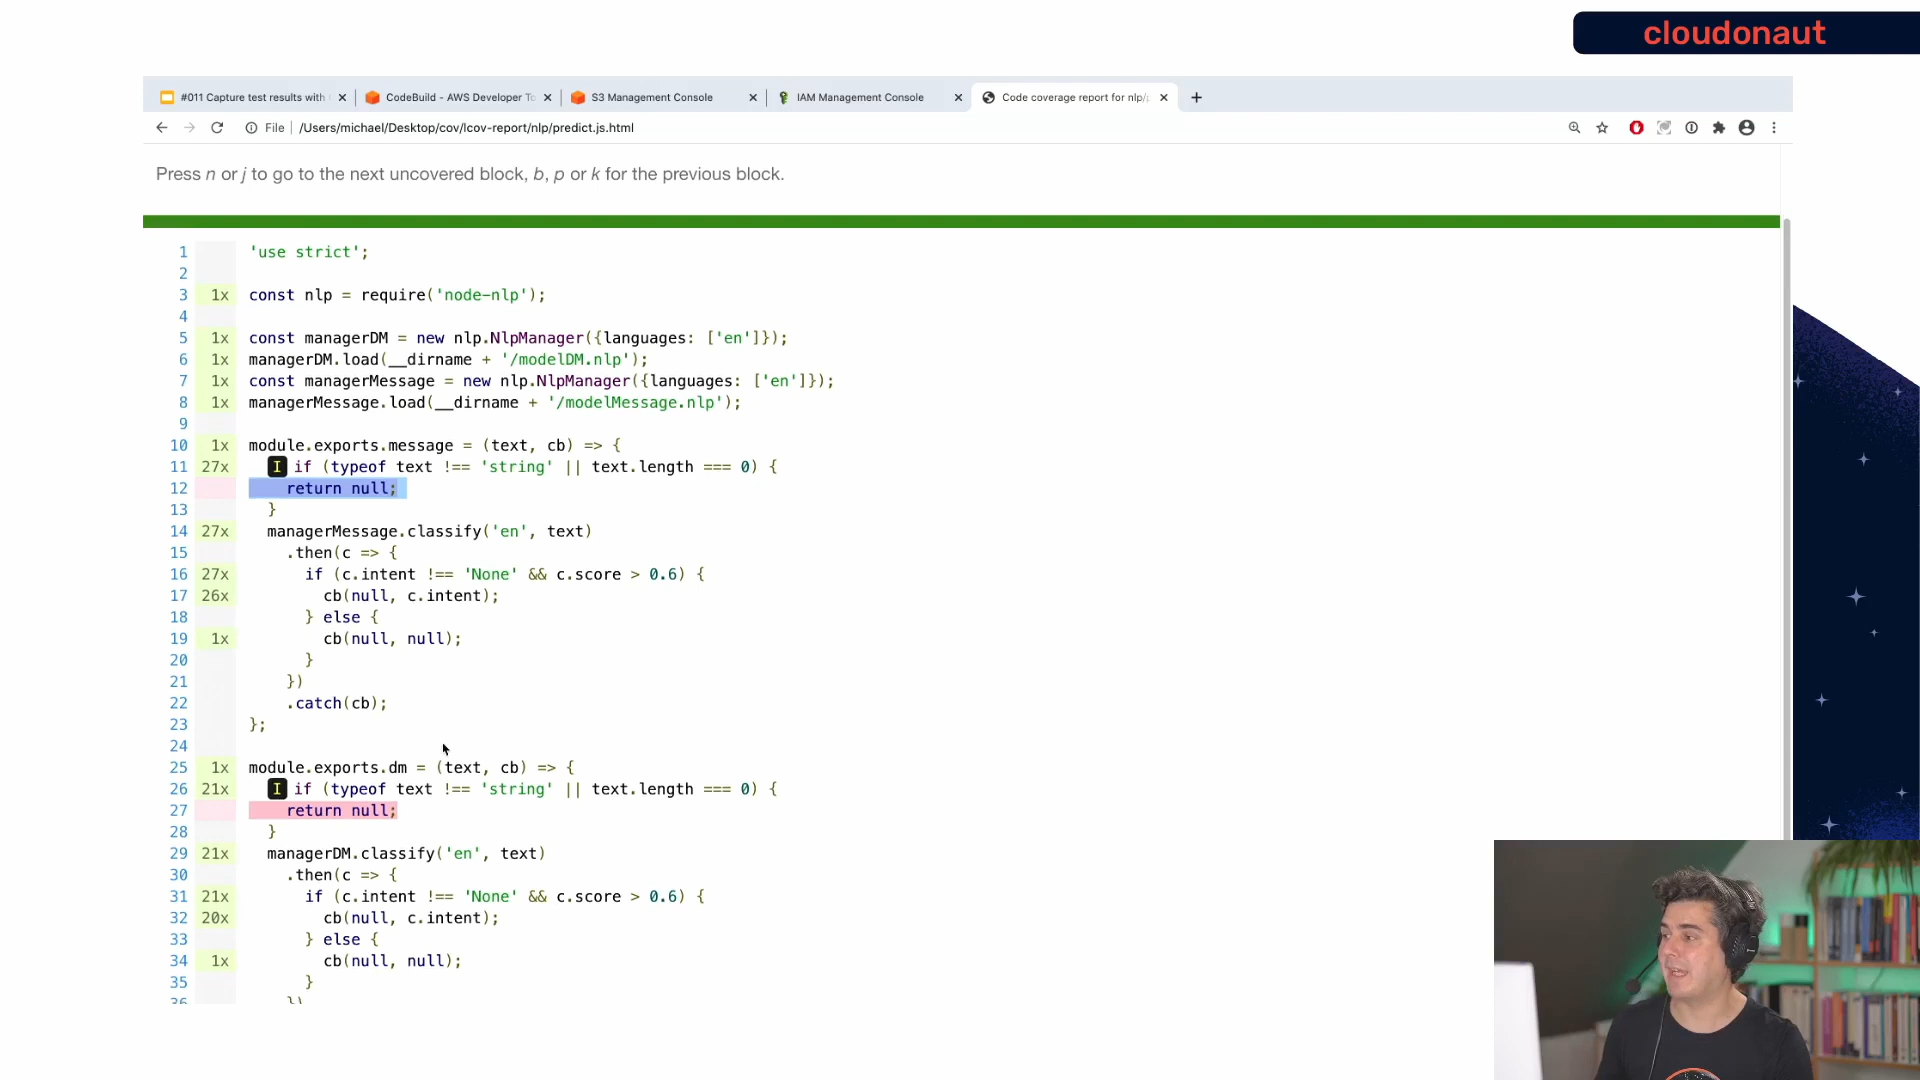 cloudonaut
#011 Capture test results with
CodeBuild - AWS Developer To
S3 Management Console
IAM Management Console
Code coverage report for nlp/
File | /Users/michael/Desktop/cov/lcov-report/nlp/predict.js.html
Press n or j to go to the next uncovered block, b, p or k for the previous block.
1 'use strict';
2
3 1x const nlp = require('node-nlp');
4
5 1x const managerDM = new nlp.NlpManager({languages: ['en']});
6 1x managerDM.load(__dirname + '/modelDM.nlp');
7 1x const managerMessage = new nlp.NlpManager({languages: ['en']});
8 1x managerMessage.load(__dirname + '/modelMessage.nlp');
9
10 1x module.exports.message = (text, cb) => {
11 27x I if (typeof text !== 'string' || text.length === 0) {
12 return null;
13 }
14 27x managerMessage.classify('en', text)
15 .then(c => {
16 27x if (c.intent !== 'None' && c.score > 0.6) {
17 26x cb(null, c.intent);
18 } else {
19 1x cb(null, null);
20 }
21 })
22 .catch(cb);
23 };
24
25 1x module.exports.dm = (text, cb) => {
26 21x I if (typeof text !== 'string' || text.length === 0) {
27 return null;
28 }
29 21x managerDM.classify('en', text)
30 .then(c => {
31 21x if (c.intent !== 'None' && c.score > 0.6) {
32 20x cb(null, c.intent);
33 } else {
34 1x cb(null, null);
35 }
36 })